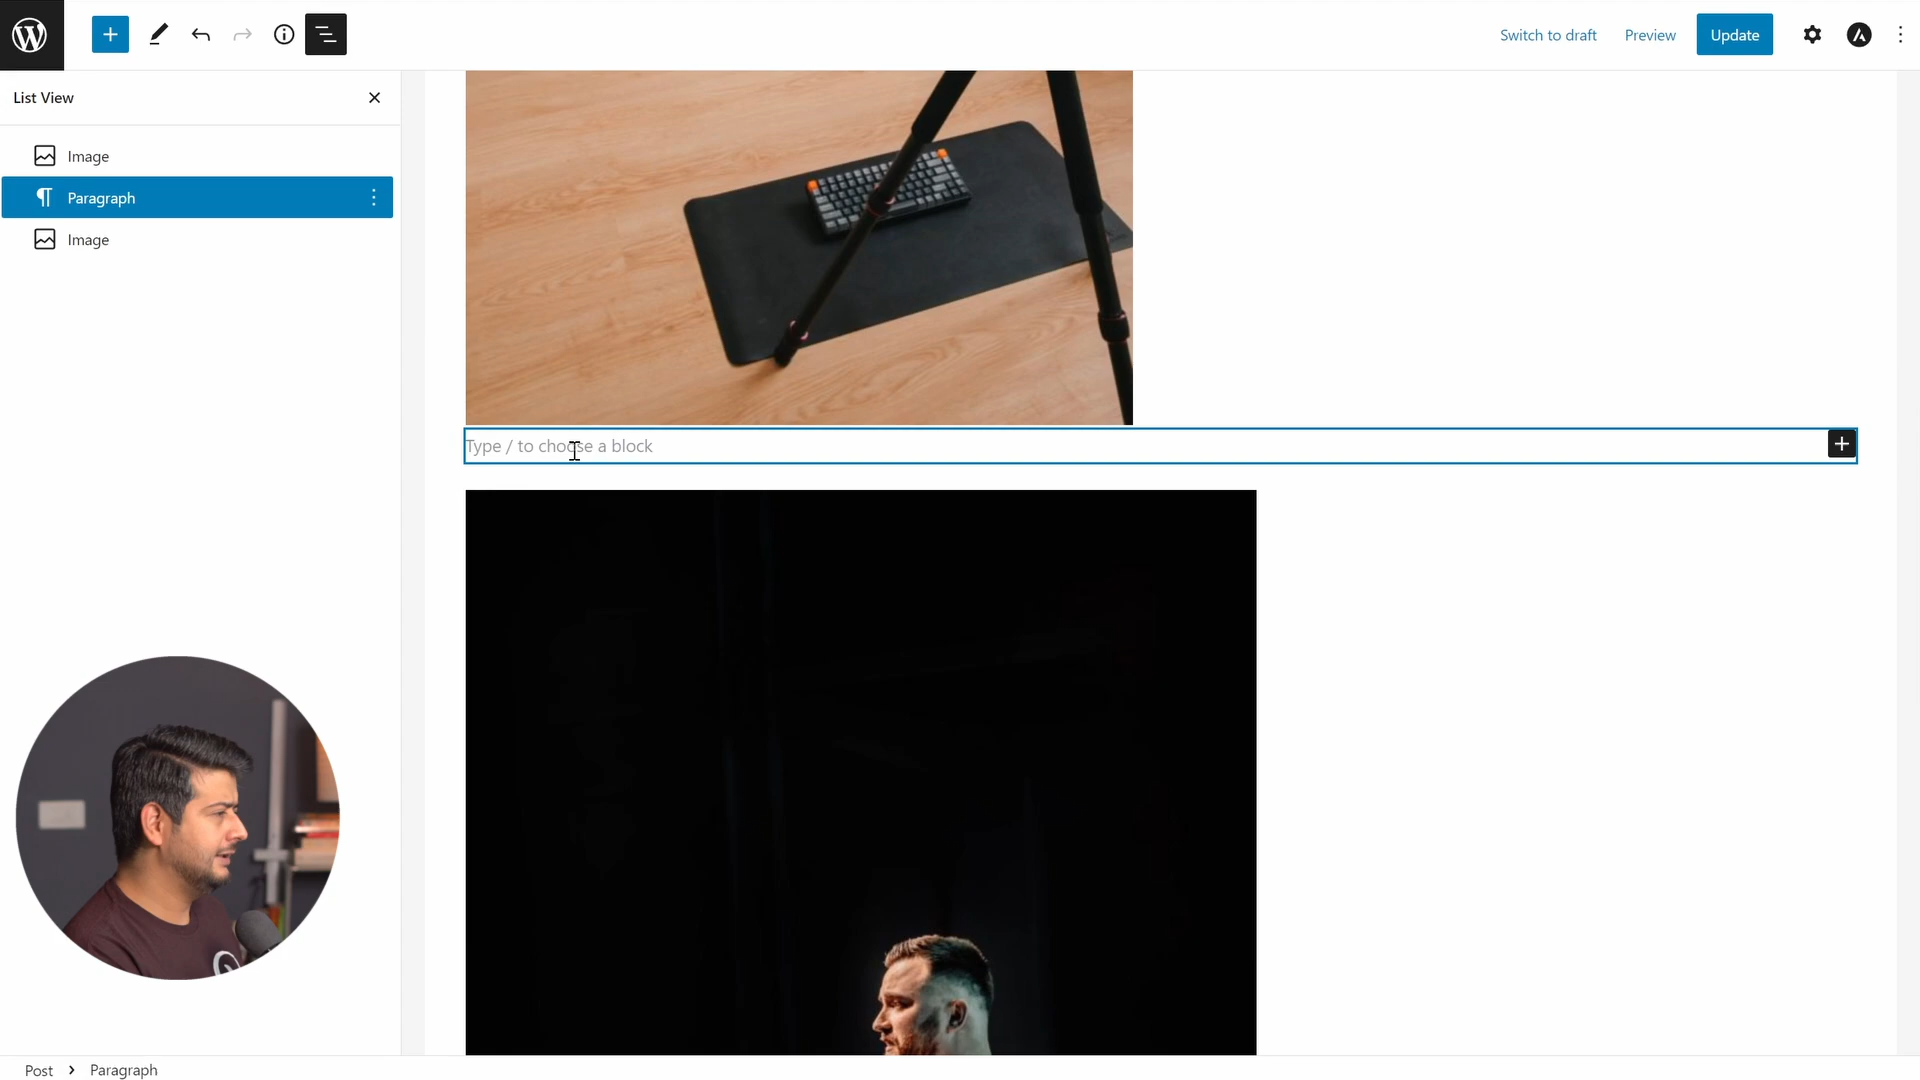 Switch to draft
Preview
Update
List View
Image
Paragraph
Image
Type / to choose a block
Post
Paragraph